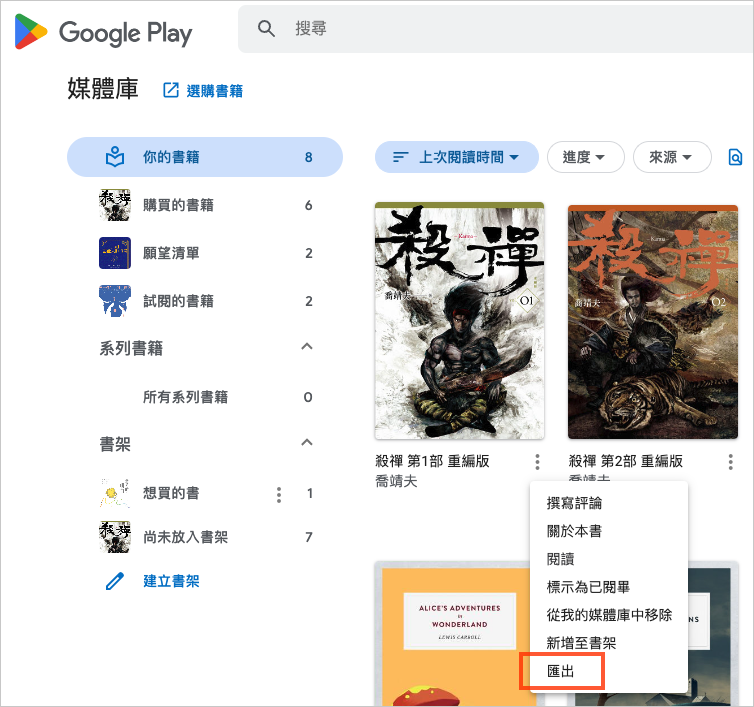 Google Play
搜尋
媒體庫
選購書籍
你的書籍 8
購買的書籍 6
願望清單 2
試閱的書籍 2
系列書籍
所有系列書籍 0
書架
想買的書 1
尚未放入書架 7
建立書架
上次閱讀時間
進度
來源
殺禪
Karma
01
喬靖夫
殺禪
Karma
02
喬靖夫
殺禪 第1部 重編版
喬靖夫
殺禪 第2部 重編版
喬靖夫
撰寫評論
關於本書
閱讀
標示為已閱畢
從我的媒體庫中移除
新增至書架
匯出
ALICE'S ADVENTURES
in
WONDERLAND
LEWIS CARROLL
NS